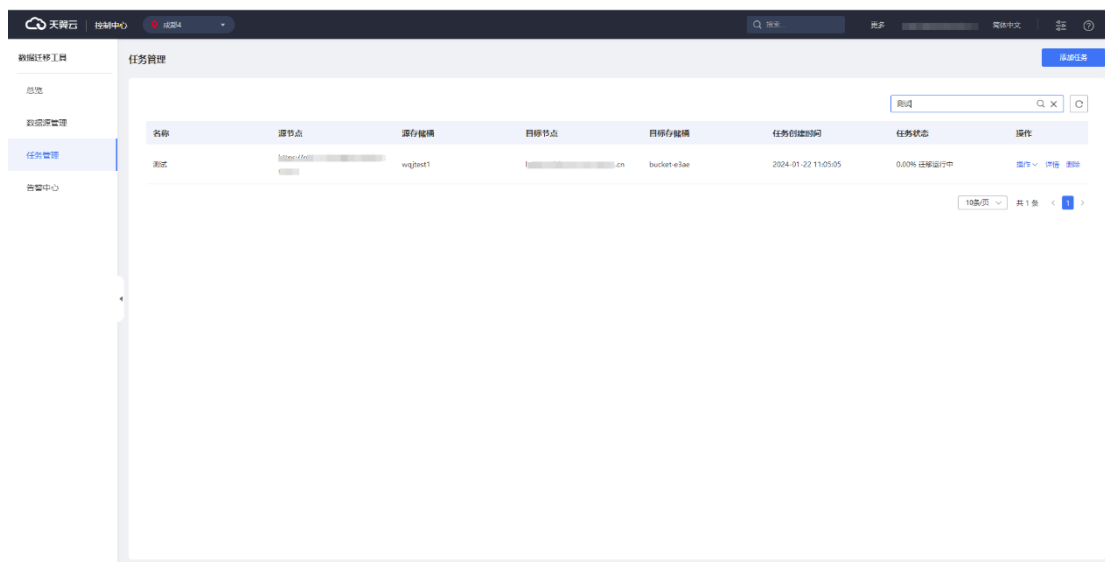 天翼云 控制中心 成都4 搜索... 更多 简体中文
数据迁移工具
总览
数据源管理
任务管理
告警中心
任务管理 添加任务
测试
名称 源节点 源存储桶 目标节点 目标存储桶 任务创建时间 任务状态 操作
测试 wqjtest1 .cn bucket-e3ae 2024-01-22 11:05:05 0.00% 迁移运行中 操作 详情 删除
10条/页 共 1 条 1